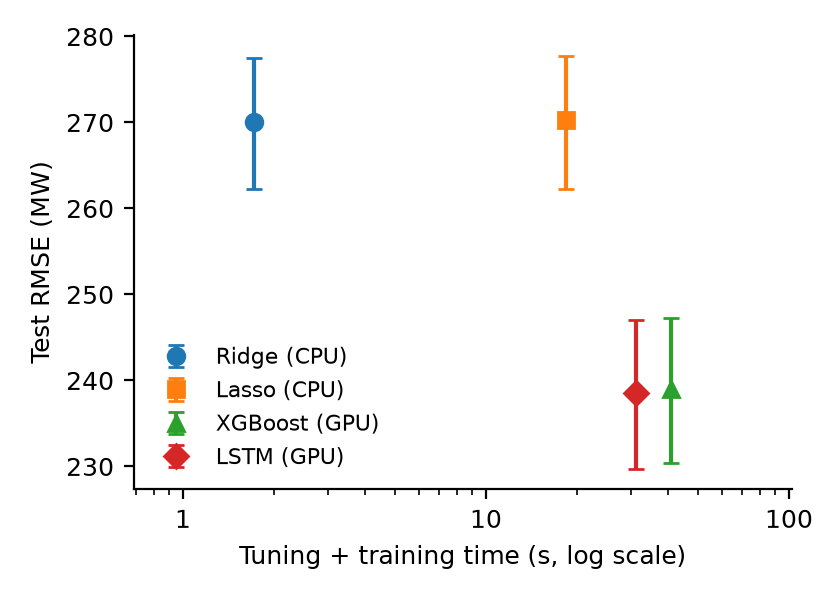 280
270
260
250
240
230
Test RMSE (MW)
Ridge (CPU)
Lasso (CPU)
XGBoost (GPU)
LSTM (GPU)
1
10
100
Tuning + training time (s, log scale)